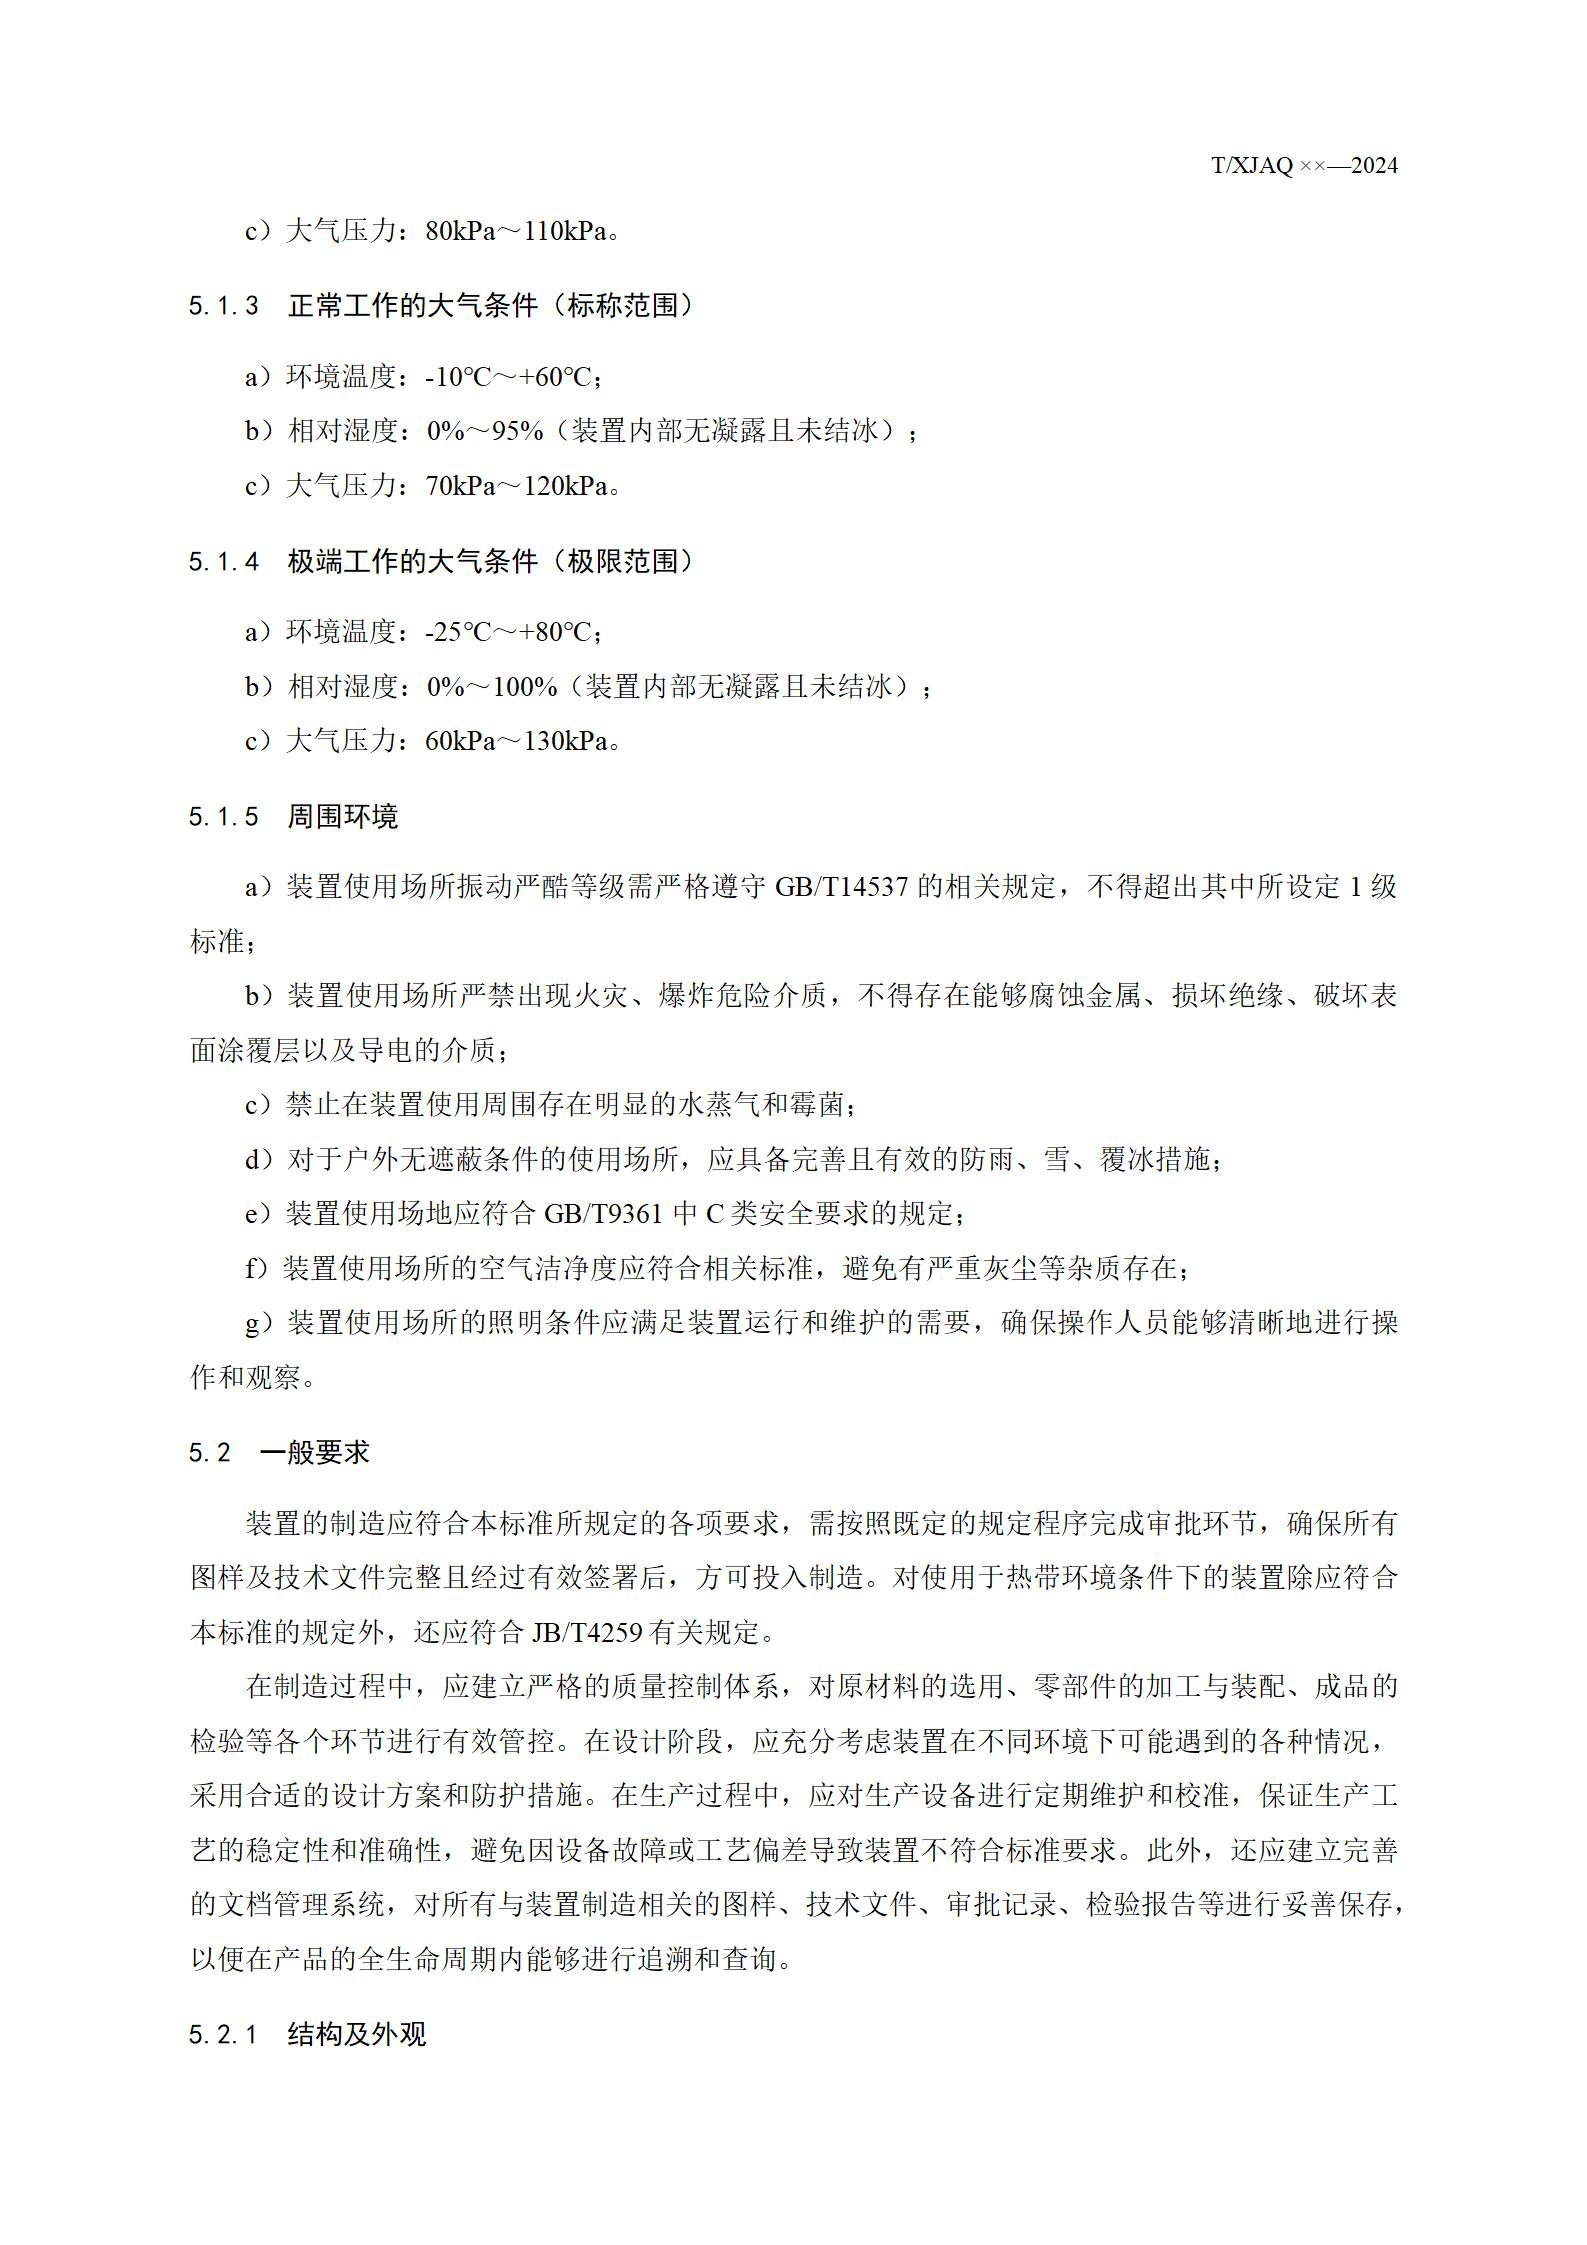 T/XJAQ ××—2024
c）大气压力：80kPa～110kPa。
5.1.3 正常工作的大气条件（标称范围）
a）环境温度：-10℃～+60℃；
b）相对湿度：0%～95%（装置内部无凝露且未结冰）；
c）大气压力：70kPa～120kPa。
5.1.4 极端工作的大气条件（极限范围）
a）环境温度：-25℃～+80℃；
b）相对湿度：0%～100%（装置内部无凝露且未结冰）；
c）大气压力：60kPa～130kPa。
5.1.5 周围环境
a）装置使用场所振动严酷等级需严格遵守 GB/T14537 的相关规定，不得超出其中所设定 1 级
标准；
b）装置使用场所严禁出现火灾、爆炸危险介质，不得存在能够腐蚀金属、损坏绝缘、破坏表
面涂覆层以及导电的介质；
c）禁止在装置使用周围存在明显的水蒸气和霉菌；
d）对于户外无遮蔽条件的使用场所，应具备完善且有效的防雨、雪、覆冰措施；
e）装置使用场地应符合 GB/T9361 中 C 类安全要求的规定；
f）装置使用场所的空气洁净度应符合相关标准，避免有严重灰尘等杂质存在；
g）装置使用场所的照明条件应满足装置运行和维护的需要，确保操作人员能够清晰地进行操
作和观察。
5.2 一般要求
装置的制造应符合本标准所规定的各项要求，需按照既定的规定程序完成审批环节，确保所有
图样及技术文件完整且经过有效签署后，方可投入制造。对使用于热带环境条件下的装置除应符合
本标准的规定外，还应符合 JB/T4259 有关规定。
在制造过程中，应建立严格的质量控制体系，对原材料的选用、零部件的加工与装配、成品的
检验等各个环节进行有效管控。在设计阶段，应充分考虑装置在不同环境下可能遇到的各种情况，
采用合适的设计方案和防护措施。在生产过程中，应对生产设备进行定期维护和校准，保证生产工
艺的稳定性和准确性，避免因设备故障或工艺偏差导致装置不符合标准要求。此外，还应建立完善
的文档管理系统，对所有与装置制造相关的图样、技术文件、审批记录、检验报告等进行妥善保存，
以便在产品的全生命周期内能够进行追溯和查询。
5.2.1 结构及外观